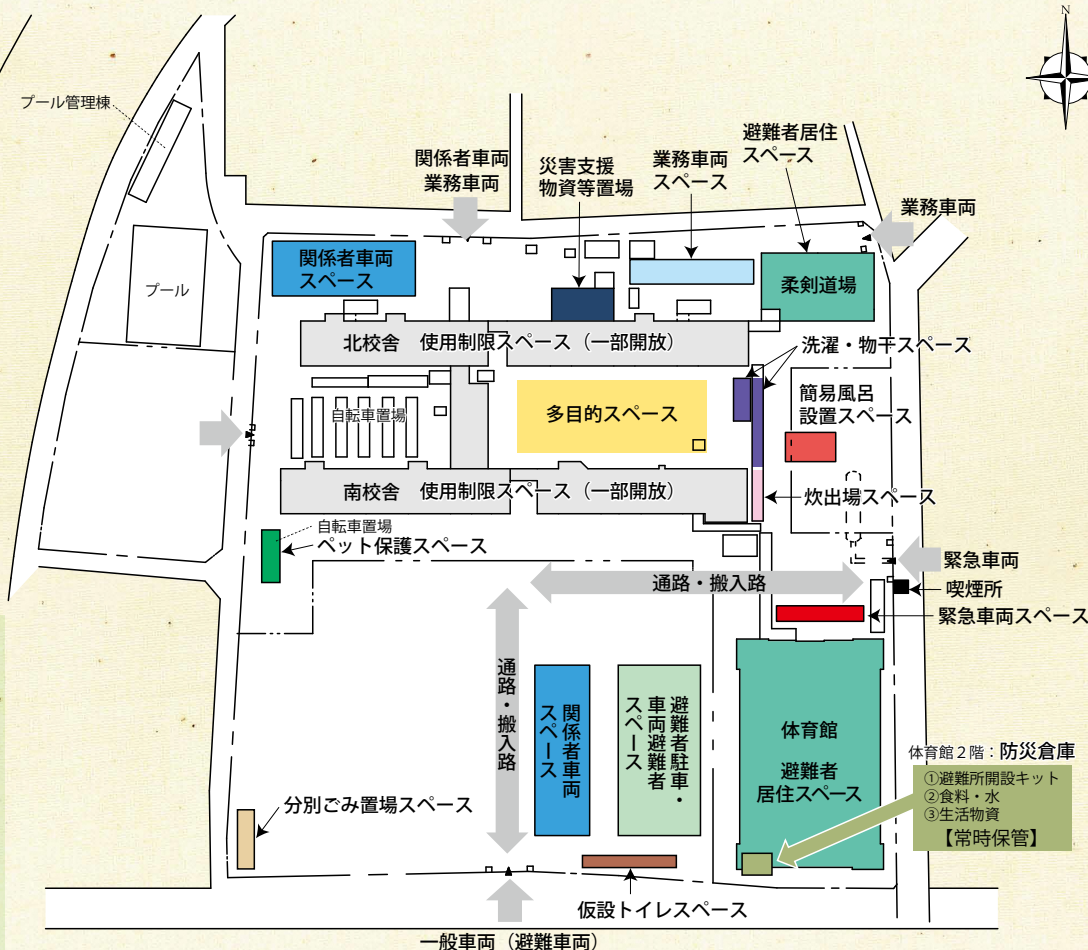 N
プール管理棟
関係者車両
業務車両
災害支援
物資等置場
業務車両
スペース
避難者居住
スペース
業務車両
関係者車両
スペース
プール
柔剣道場
北校舎 使用制限スペース（一部開放）
洗濯・物干スペース
自転車置場
多目的スペース
簡易風呂
設置スペース
南校舎 使用制限スペース（一部開放）
炊出場スペース
自転車置場
ペット保護スペース
緊急車両
通路・搬入路
喫煙所
緊急車両スペース
通路・搬入路
関係者車両
スペース
避難者駐車・
車両避難者
スペース
体育館
避難者
居住スペース
体育館２階：防災倉庫
①避難所開設キット
②食料・水
③生活物資
【常時保管】
分別ごみ置場スペース
仮設トイレスペース
一般車両（避難車両）